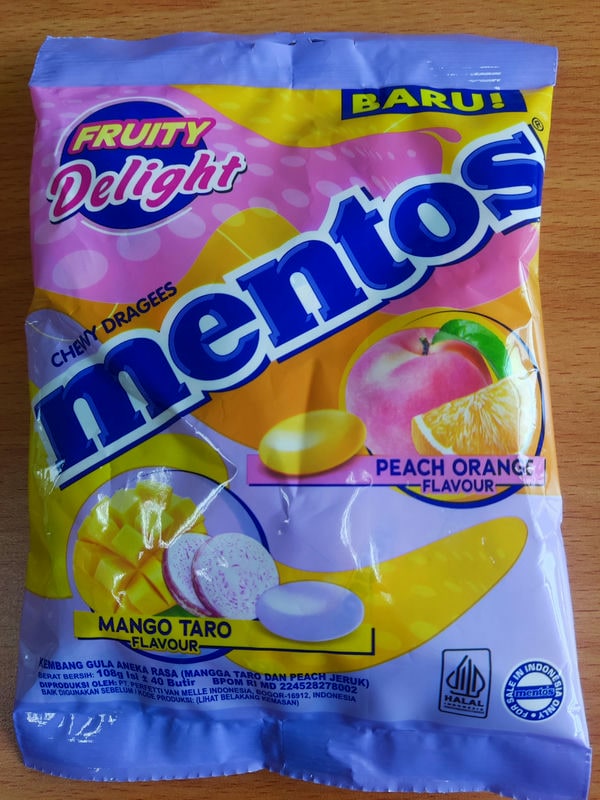 BARU!
FRUITY
Delight
mentos®
CHEWY DRAGEES
PEACH ORANGE
FLAVOUR
MANGO TARO
FLAVOUR
KEMBANG GULA ANEKA RASA (MANGGA TARO DAN PEACH JERUK)
BERAT BERSIH: 108g Isi ± 40 Butir BPOM RI MD 224528278002
DIPRODUKSI OLEH: PT. PERFETTI VAN MELLE INDONESIA, BOGOR-16912, INDONESIA
BAIK DIGUNAKAN SEBELUM / KODE PRODUKSI: (LIHAT BELAKANG KEMASAN)
HALAL
INDONESIA
FOR SALE IN INDONESIA ONLY
mentos